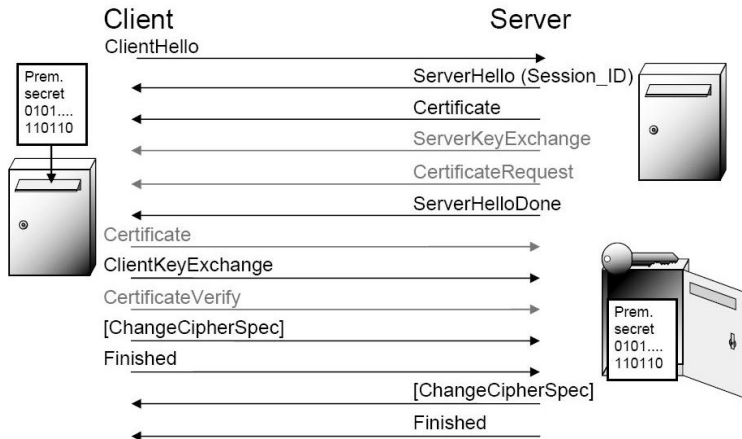 Client
Server
ClientHello
ServerHello (Session_ID)
Prem.
secret
0101....
110110
Certificate
ServerKeyExchange
CertificateRequest
ServerHelloDone
Certificate
ClientKeyExchange
CertificateVerify
[ChangeCipherSpec]
Prem.
secret
0101....
110110
Finished
[ChangeCipherSpec]
Finished